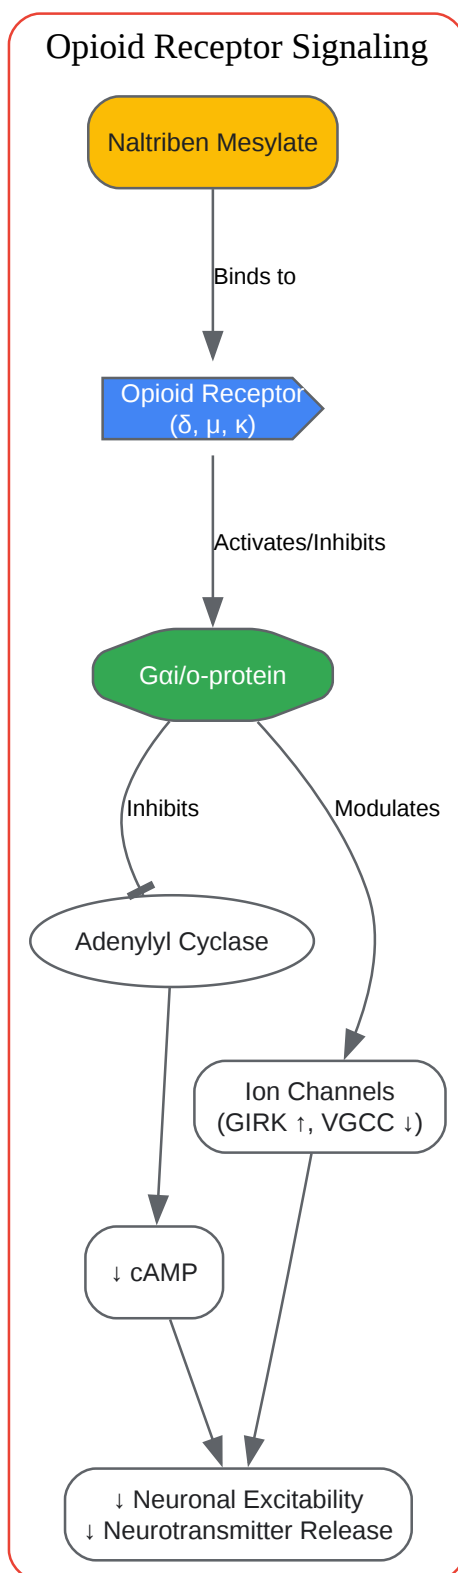 Opioid Receptor Signaling
Naltriben Mesylate
Binds to
Opioid Receptor
(δ, μ, κ)
Activates/Inhibits
Gαi/o-protein
Inhibits
Modulates
Adenylyl Cyclase
Ion Channels
(GIRK ↑, VGCC ↓)
↓ cAMP
↓ Neuronal Excitability
↓ Neurotransmitter Release